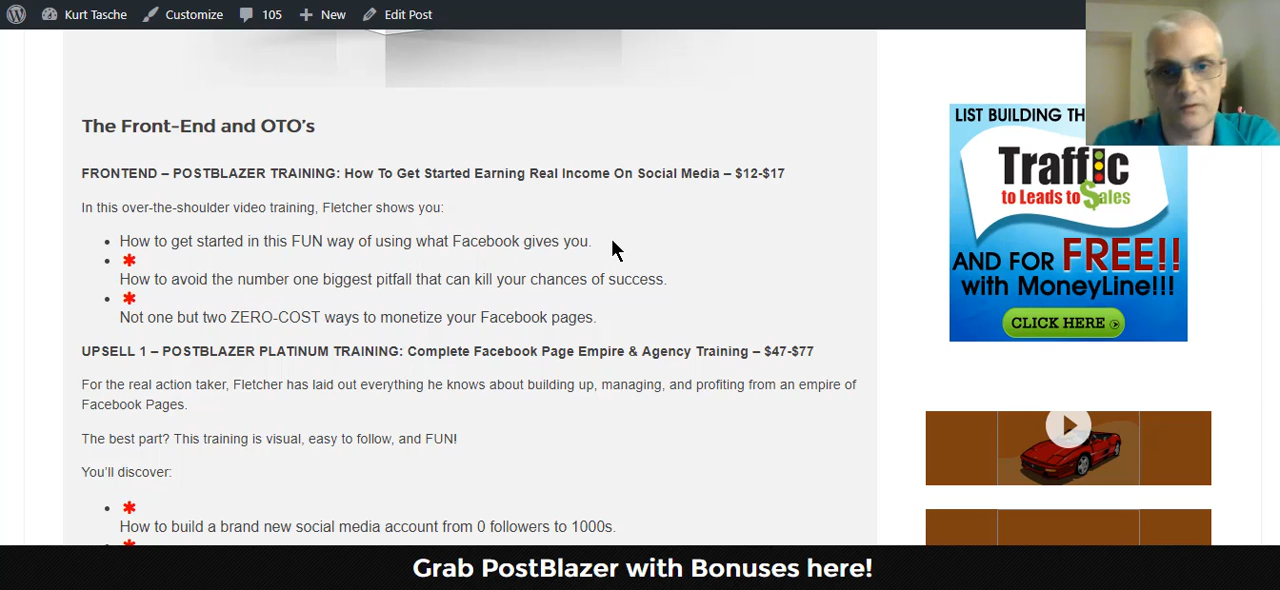 Kurt Tasche Customize 105 New Edit Post
The Front-End and OTO's
FRONTEND – POSTBLAZER TRAINING: How To Get Started Earning Real Income On Social Media – $12-$17
In this over-the-shoulder video training, Fletcher shows you:
How to get started in this FUN way of using what Facebook gives you.
How to avoid the number one biggest pitfall that can kill your chances of success.
Not one but two ZERO-COST ways to monetize your Facebook pages.
UPSELL 1 – POSTBLAZER PLATINUM TRAINING: Complete Facebook Page Empire & Agency Training – $47-$77
For the real action taker, Fletcher has laid out everything he knows about building up, managing, and profiting from an empire of
Facebook Pages.
The best part? This training is visual, easy to follow, and FUN!
You'll discover:
How to build a brand new social media account from 0 followers to 1000s.
LIST BUILDING TH
Traffic
to Leads to $ales
AND FOR FREE!!
with MoneyLine!!!
CLICK HERE
Grab PostBlazer with Bonuses here!